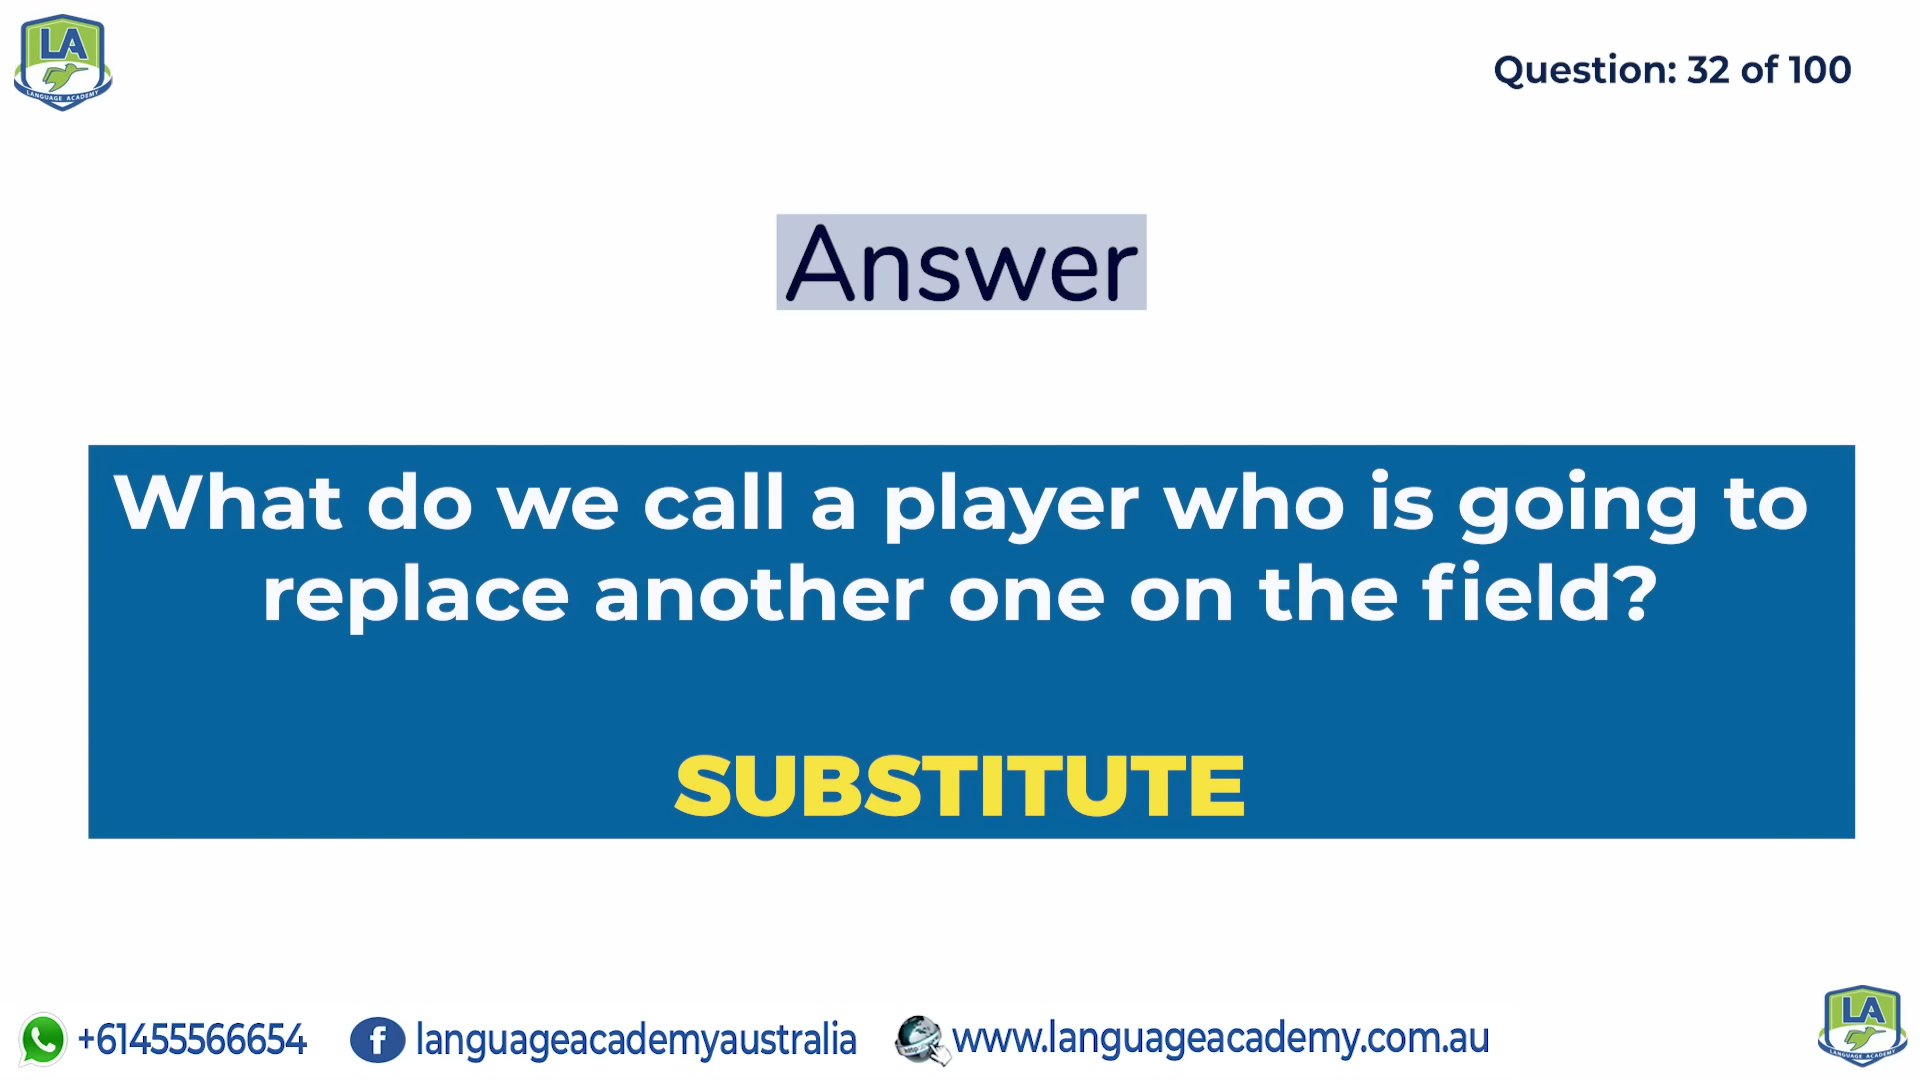 LA
LANGUAGE ACADEMY
Question: 32 of 100
Answer
What do we call a player who is going to
replace another one on the field?
SUBSTITUTE
+61455566654
languageacademyaustralia
http
www.languageacademy.com.au
LA
LANGUAGE ACADEMY